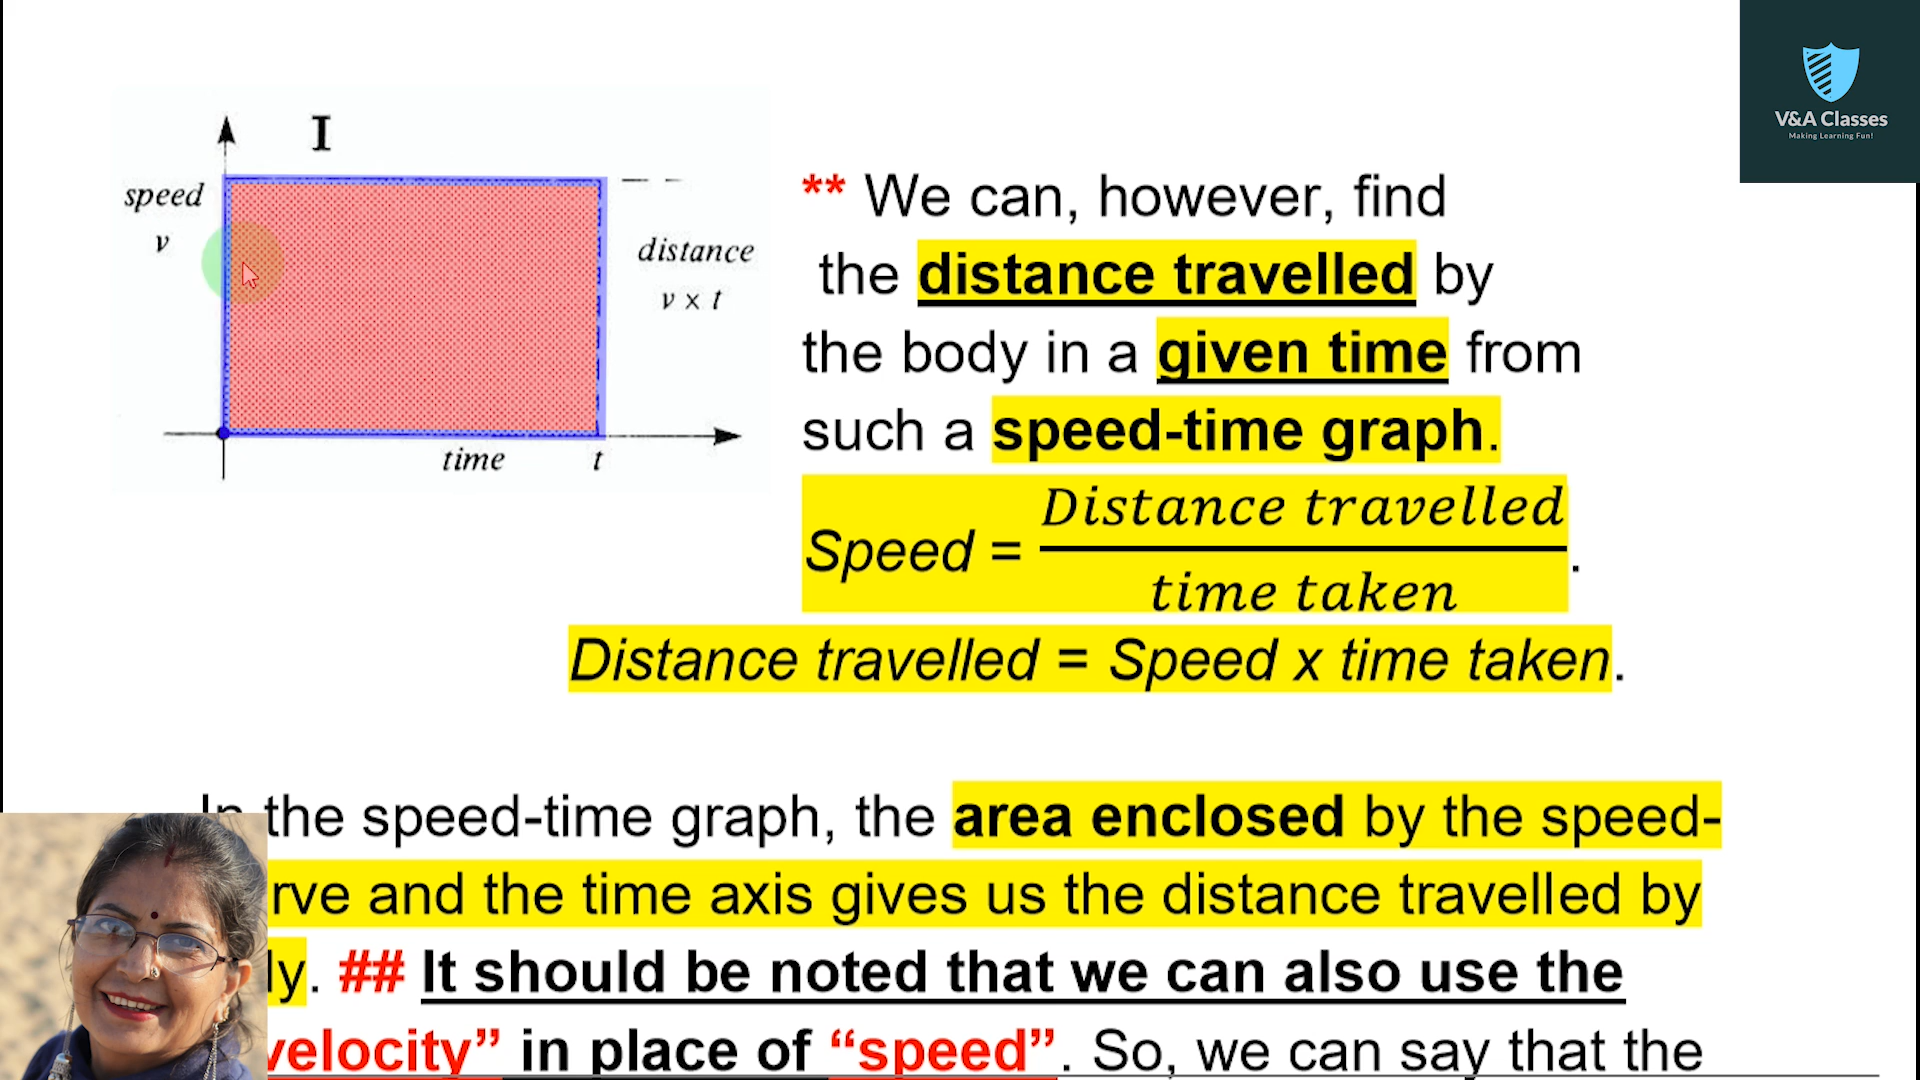 I
speed
v
distance
v × t
time
t
V&A Classes
Making Learning Fun!
** We can, however, find
the distance travelled by
the body in a given time from
such a speed-time graph.
Speed = Distance travelled / time taken.
Distance travelled = Speed x time taken.
the speed-time graph, the area enclosed by the speed-
rve and the time axis gives us the distance travelled by
ly. ## It should be noted that we can also use the
velocity” in place of “speed”. So, we can say that the